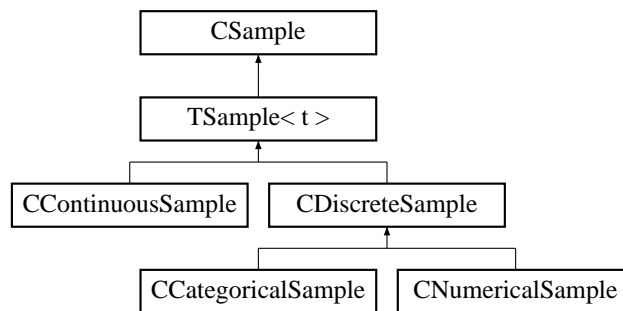 CSample
TSample< t >
CContinuousSample
CDiscreteSample
CCategoricalSample
CNumericalSample